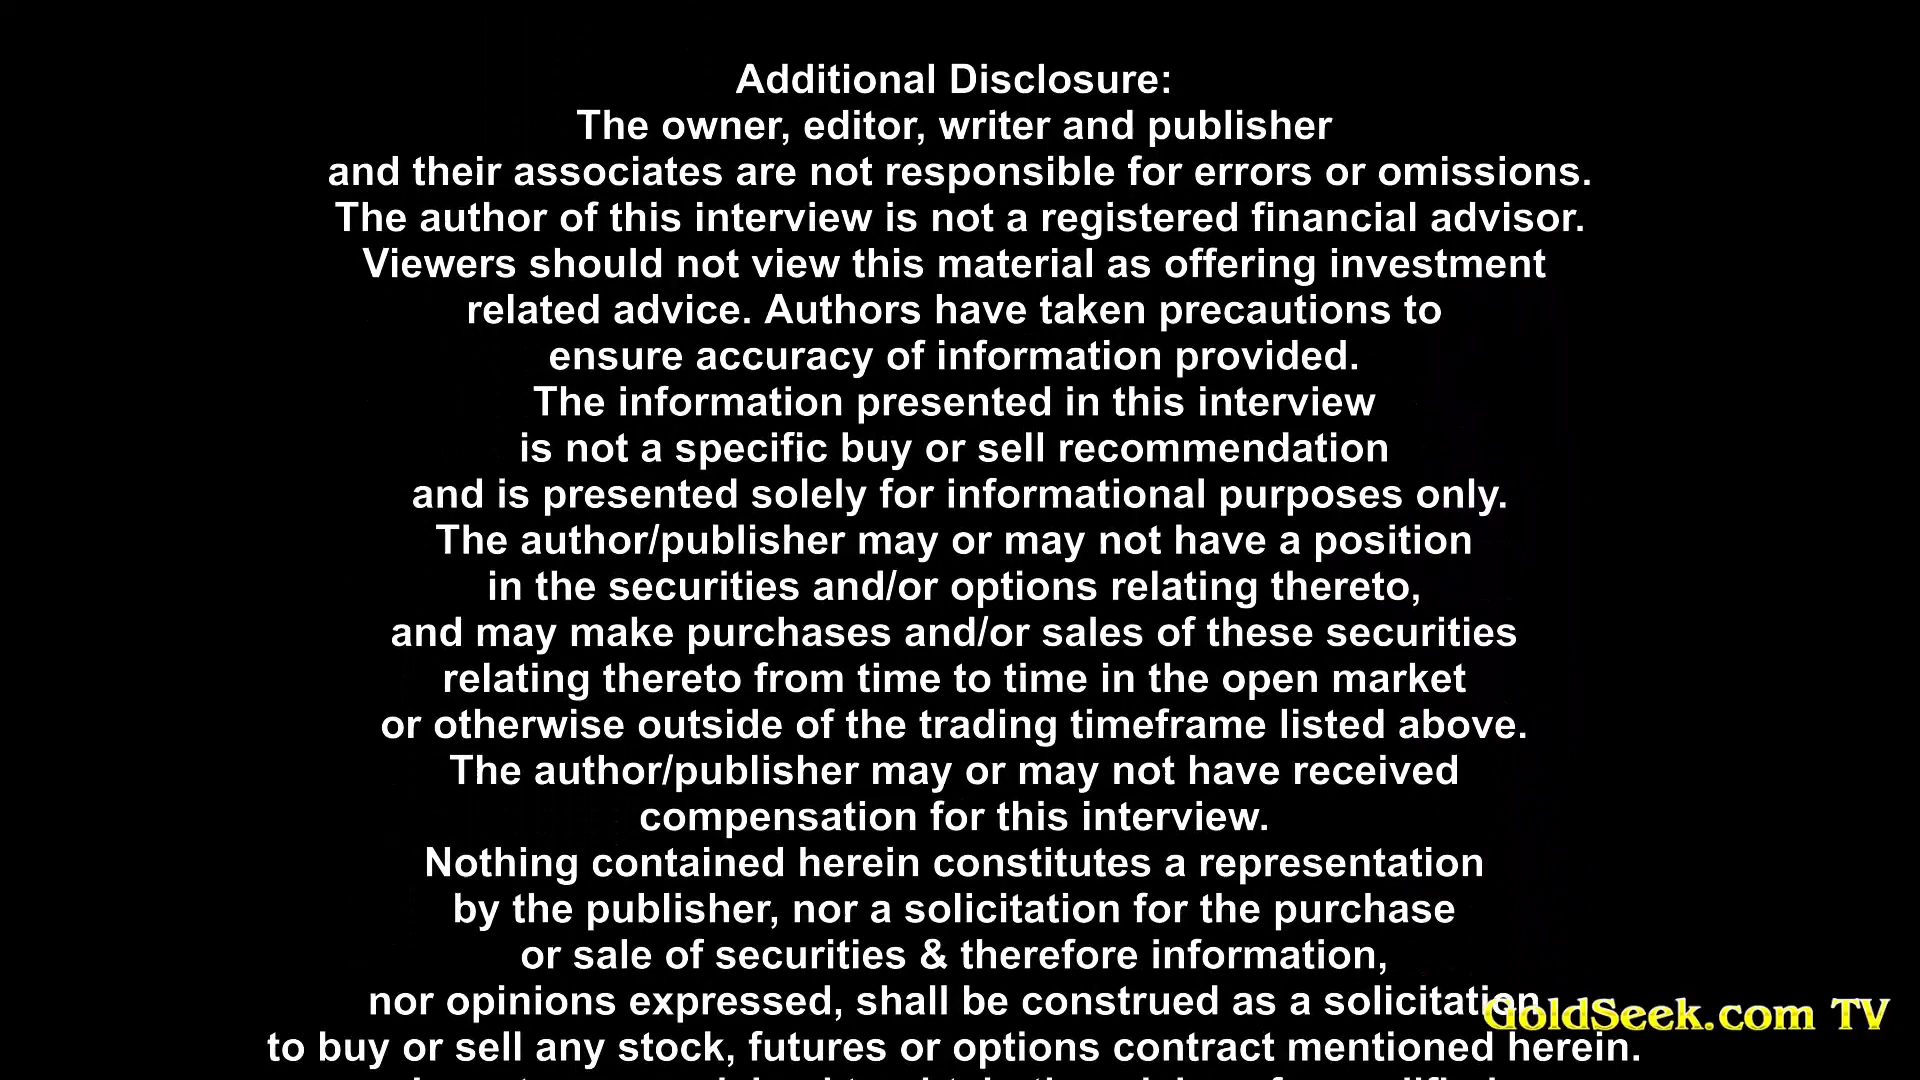 Additional Disclosure:
The owner, editor, writer and publisher
and their associates are not responsible for errors or omissions.
The author of this interview is not a registered financial advisor.
Viewers should not view this material as offering investment
related advice. Authors have taken precautions to
ensure accuracy of information provided.
The information presented in this interview
is not a specific buy or sell recommendation
and is presented solely for informational purposes only.
The author/publisher may or may not have a position
in the securities and/or options relating thereto,
and may make purchases and/or sales of these securities
relating thereto from time to time in the open market
or otherwise outside of the trading timeframe listed above.
The author/publisher may or may not have received
compensation for this interview.
Nothing contained herein constitutes a representation
by the publisher, nor a solicitation for the purchase
or sale of securities & therefore information,
nor opinions expressed, shall be construed as a solicitation
GoldSeek.com TV
to buy or sell any stock, futures or options contract mentioned herein.